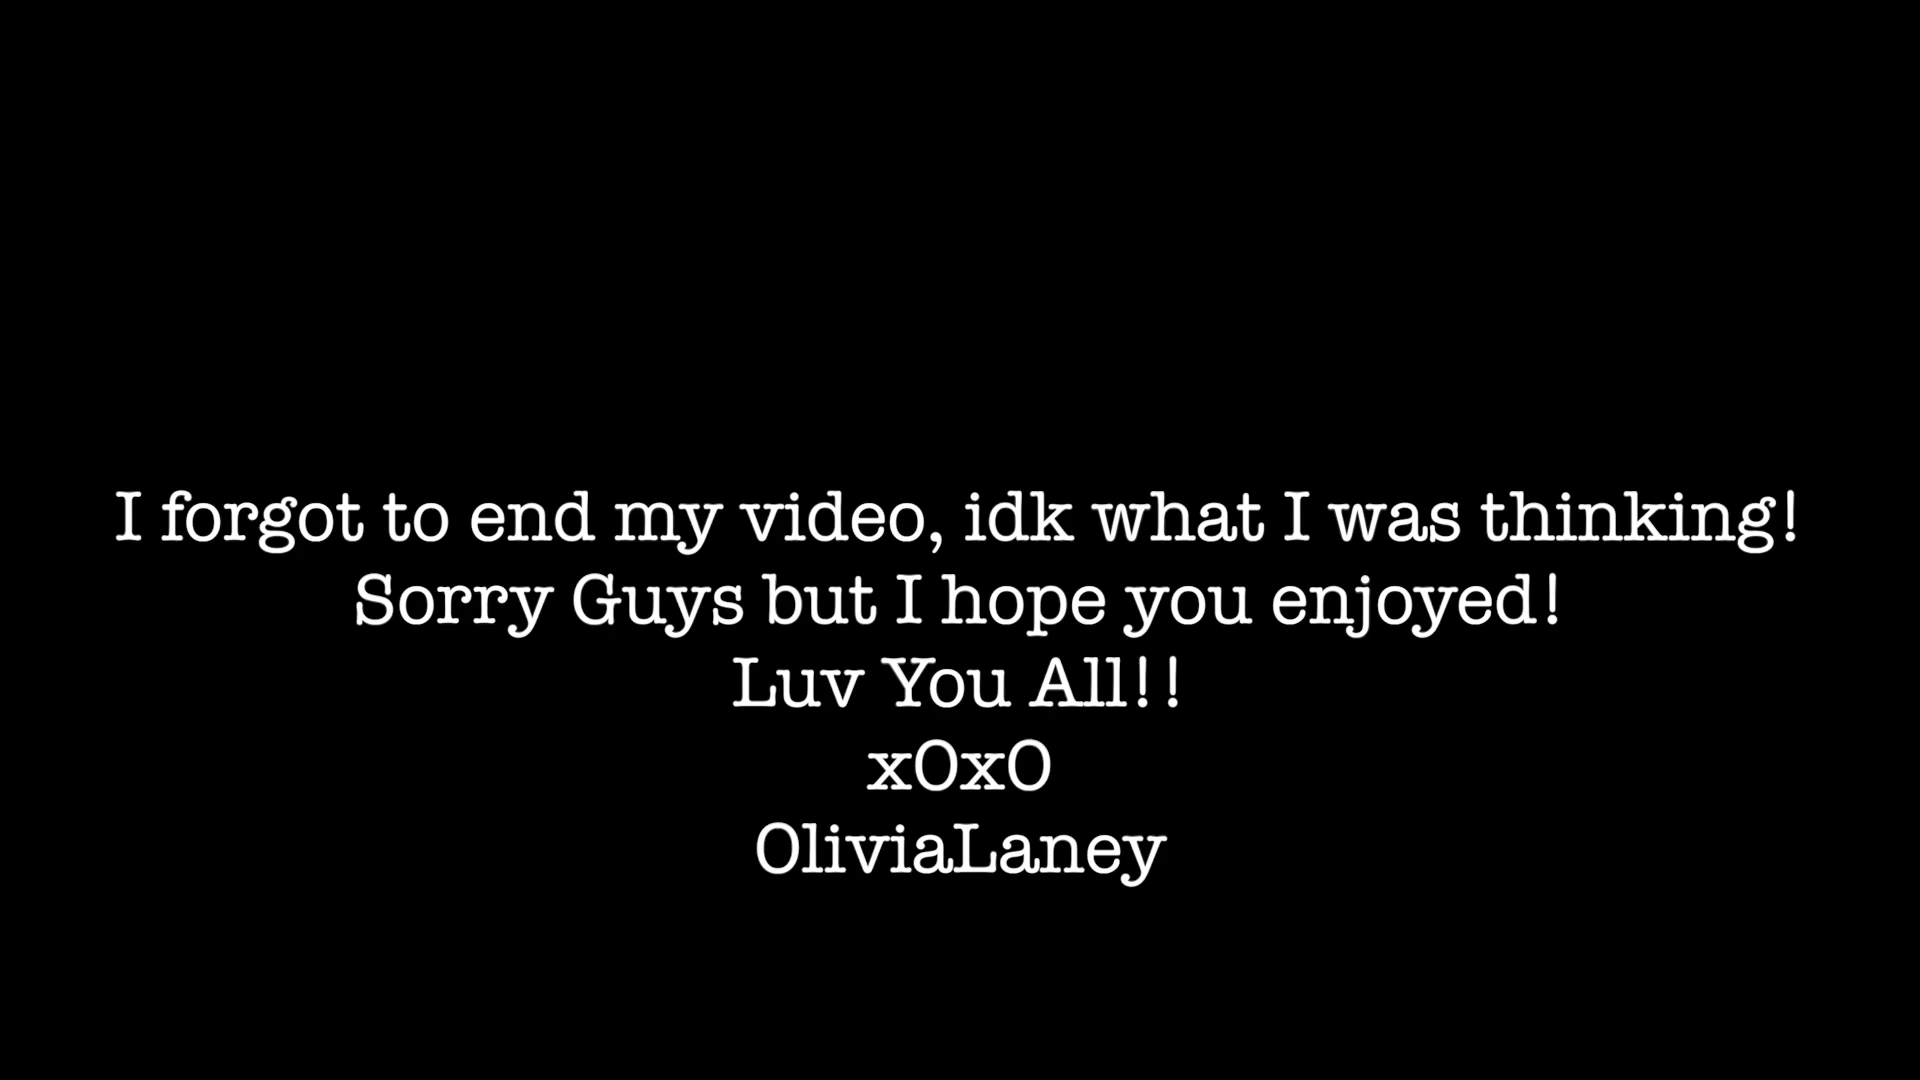 I forgot to end my video, idk what I was thinking!
Sorry Guys but I hope you enjoyed!
Luv You All!!
xOxO
OliviaLaney